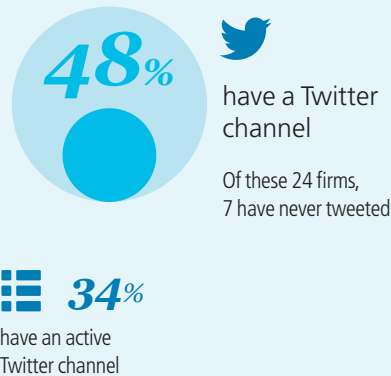 48%
have a Twitter
channel
Of these 24 firms,
7 have never tweeted
34%
have an active
Twitter channel